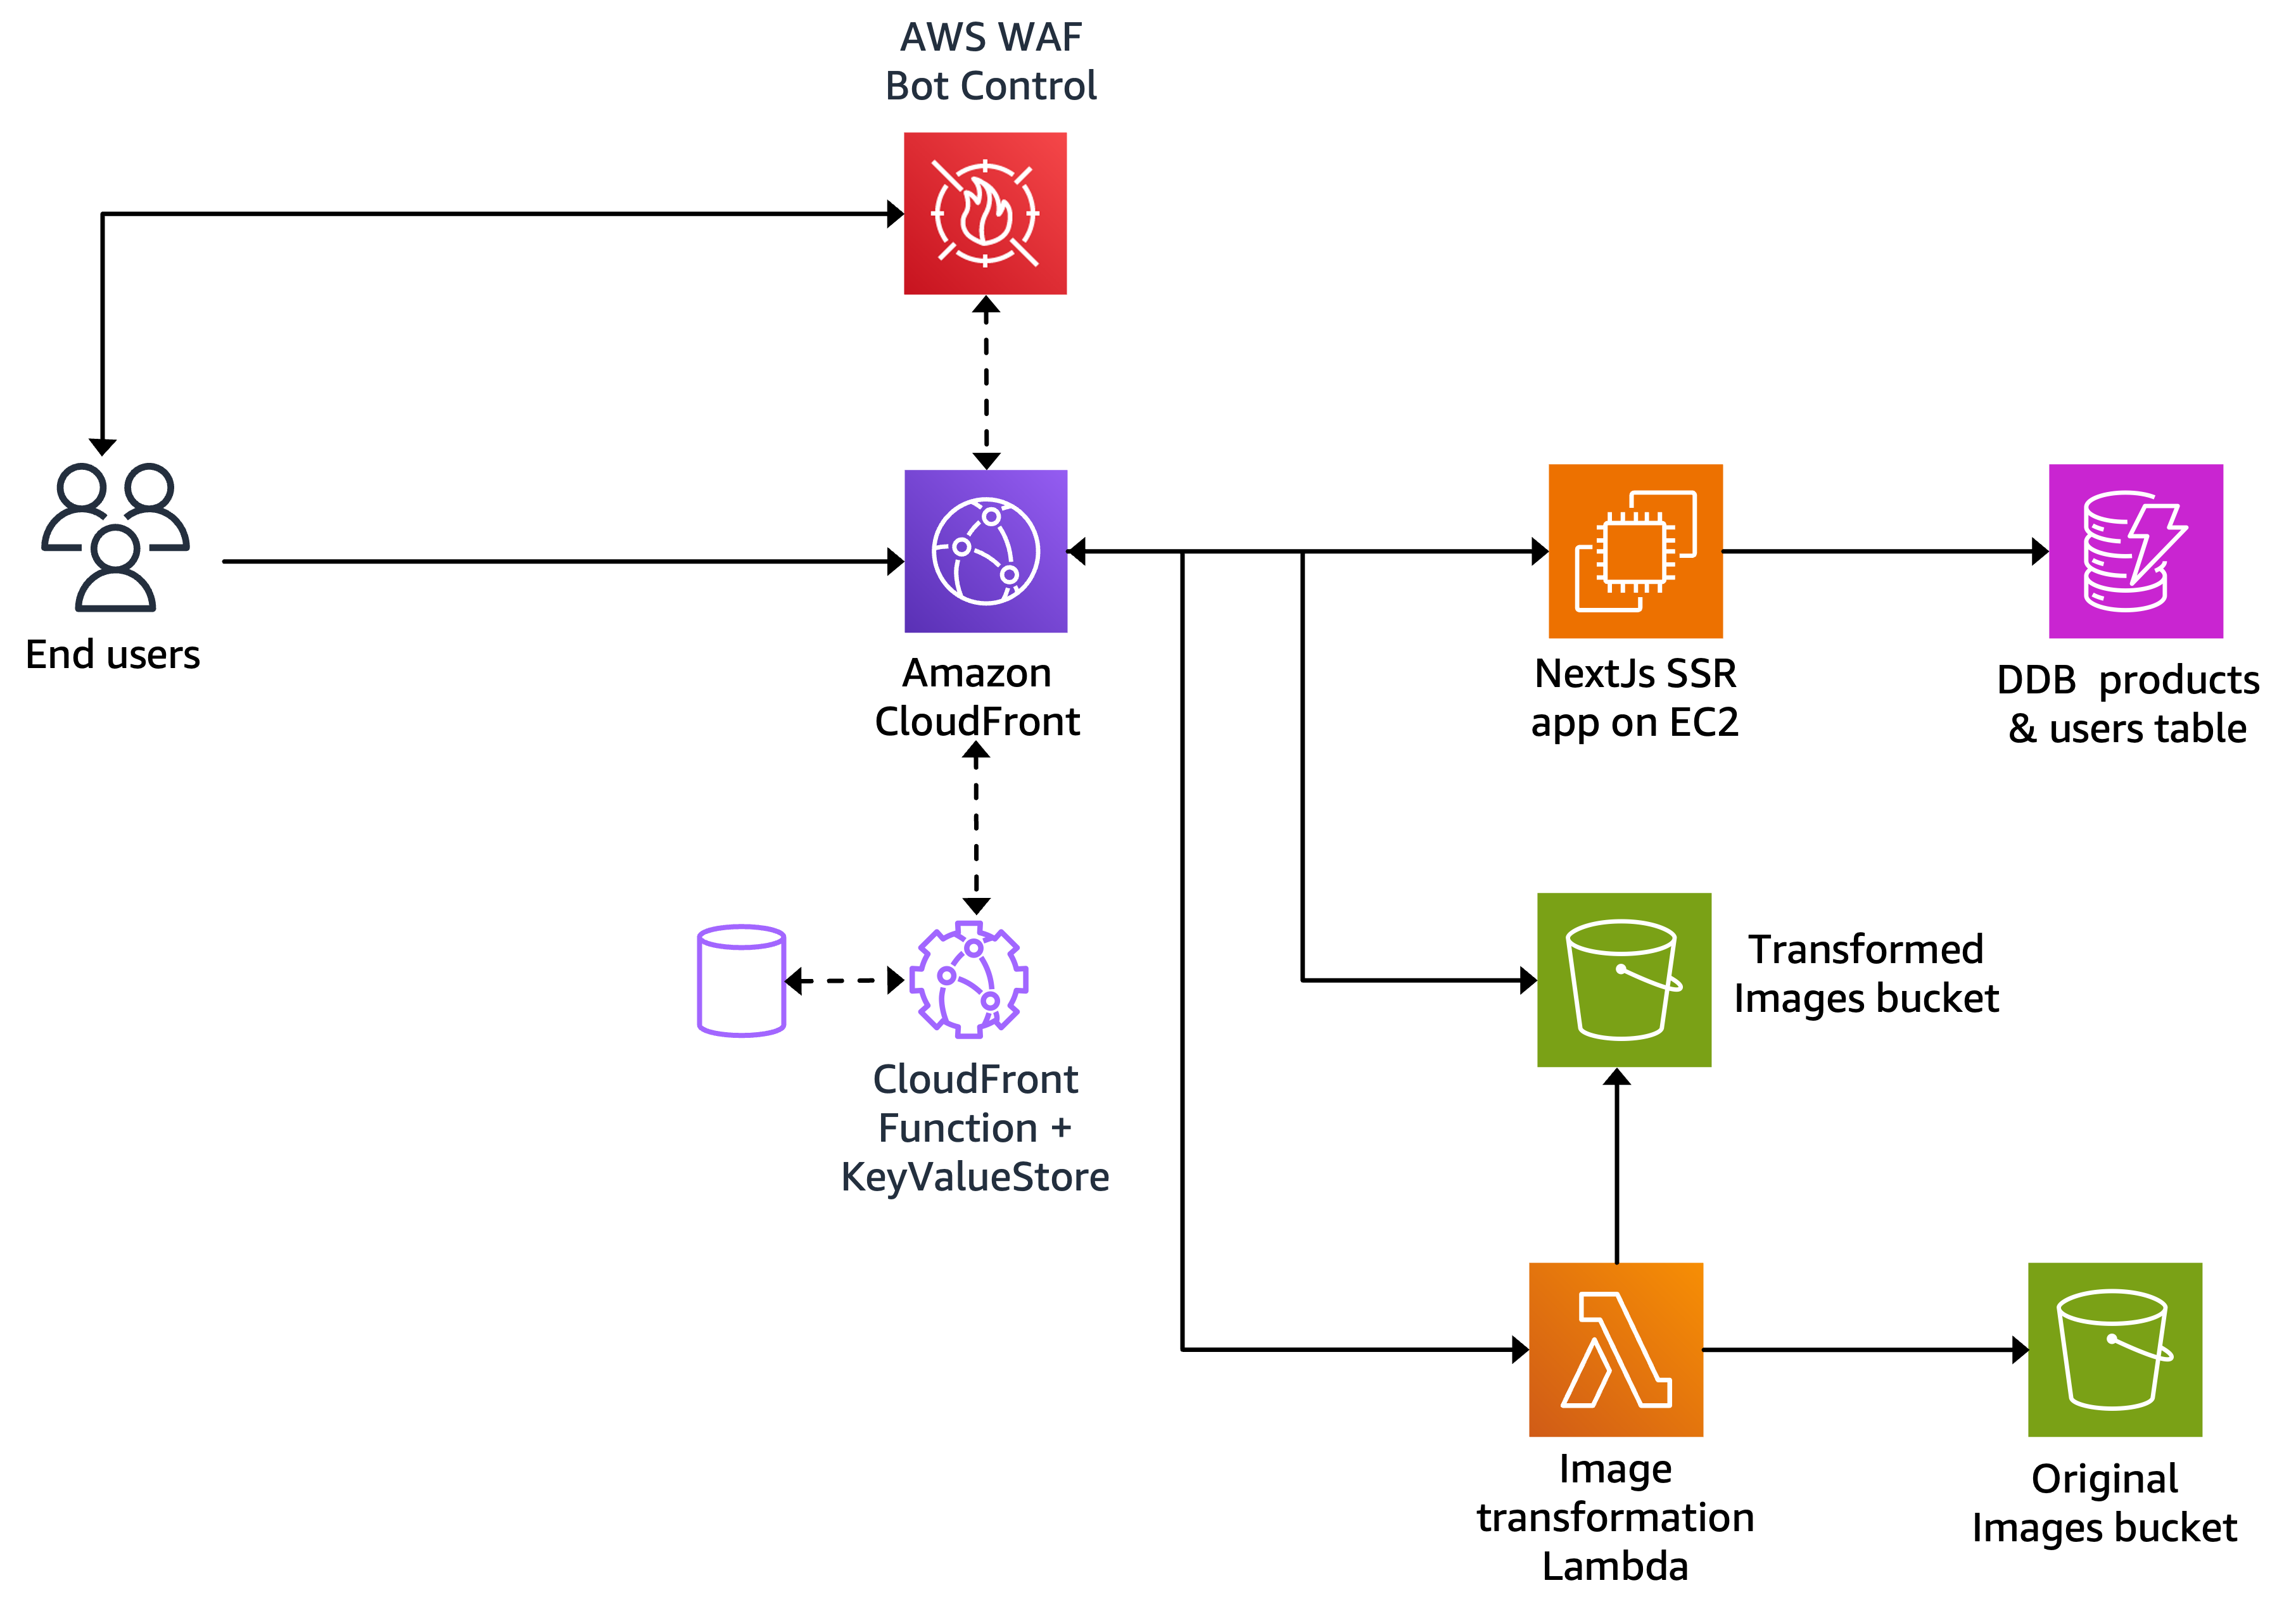 AWS WAF
Bot Control
End users
Amazon
CloudFront
NextJs SSR
app on EC2
DDB  products
& users table
Transformed
Images bucket
CloudFront
Function +
KeyValueStore
Image
transformation
Lambda
Original
Images bucket